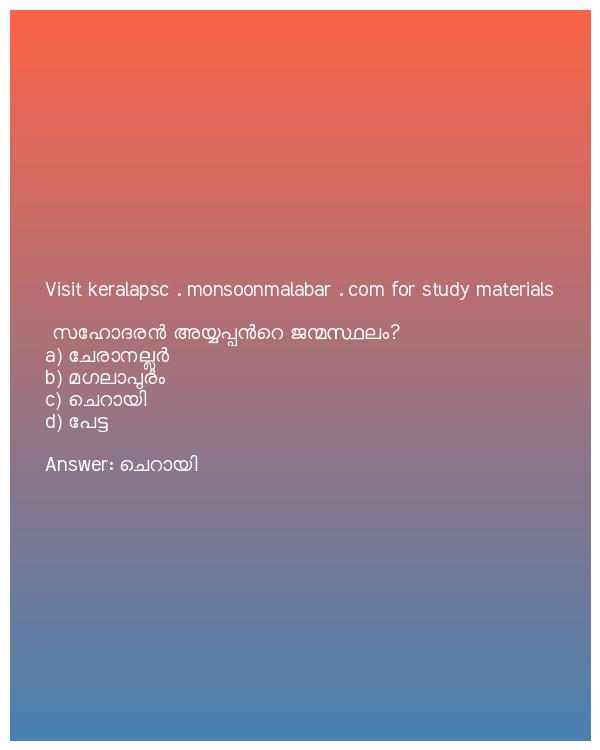 Visit keralapsc . monsoonmalabar . com for study materials
സഹോദരൻ അയ്യപ്പൻറെ ജന്മസ്ഥലം?
a) ചേരാനല്ലൂർ
b) മഗലാപുരം
c) ചെറായി
d) പേട്ട
Answer: ചെറായി